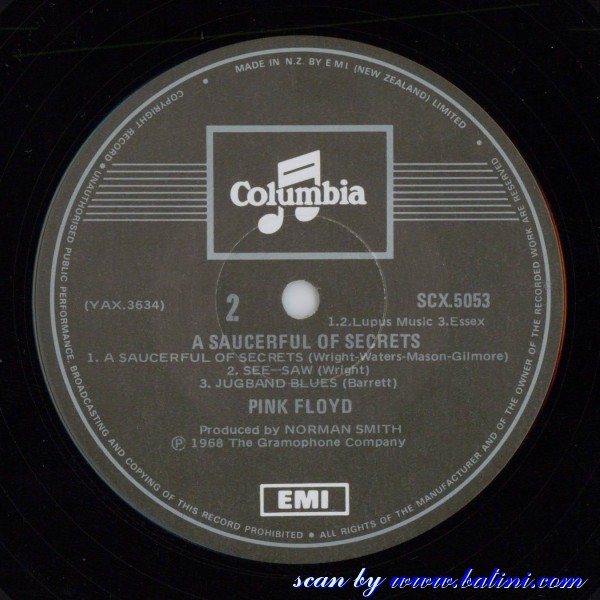 MADE IN N.Z. BY EMI (NEW ZEALAND) LIMITED •
Columbia
(YAX.3634)
2
SCX.5053
1.2.Lupus Music 3.Essex
A SAUCERFUL OF SECRETS
1. A SAUCERFUL OF SECRETS (Wright-Waters-Mason-Gilmore)
2. SEE—SAW (Wright)
3. JUGBAND BLUES (Barrett)
PINK FLOYD
Produced by NORMAN SMITH
Ⓟ 1968 The Gramophone Company
EMI
• ALL RIGHTS OF THE MANUFACTURER AND OF THE OWNER OF THE RECORDED WORK ARE RESERVED •
COPYRIGHT RECORD • UNAUTHORISED PUBLIC PERFORMANCE, BROADCASTING AND COPYING OF THIS RECORD PROHIBITED
scan by www.batini.com